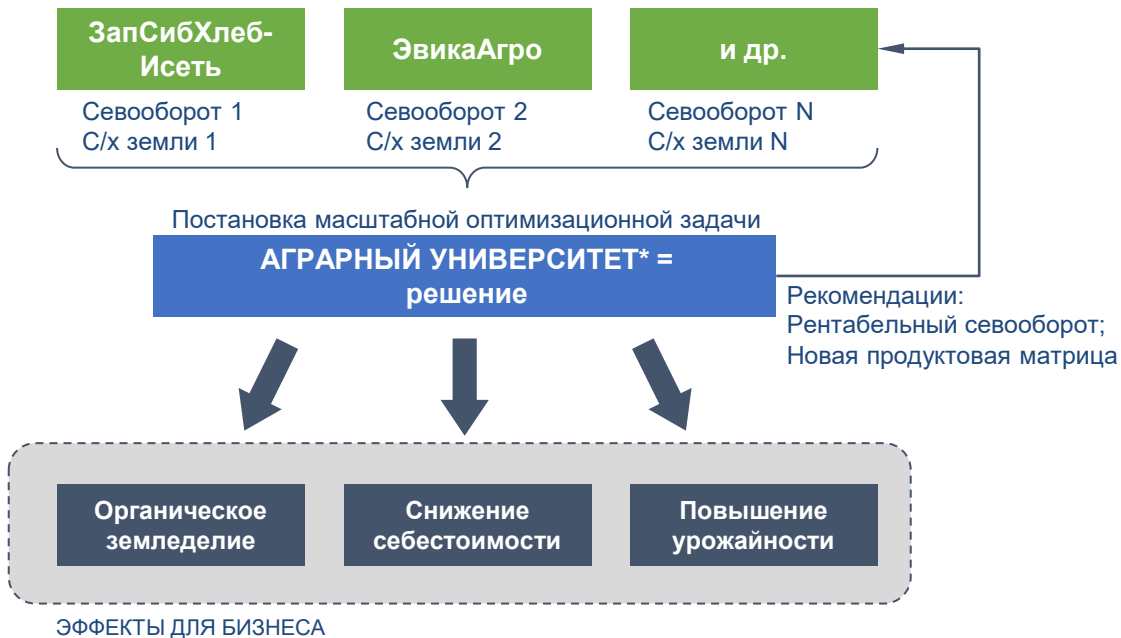 ЗапСибХлеб-
Исеть
ЭвикаАгро
и др.
Севооборот 1
С/х земли 1
Севооборот 2
С/х земли 2
Севооборот N
С/х земли N
Постановка масштабной оптимизационной задачи
АГРАРНЫЙ УНИВЕРСИТЕТ* =
решение
Рекомендации:
Рентабельный севооборот;
Новая продуктовая матрица
Органическое
земледелие
Снижение
себестоимости
Повышение
урожайности
ЭФФЕКТЫ ДЛЯ БИЗНЕСА